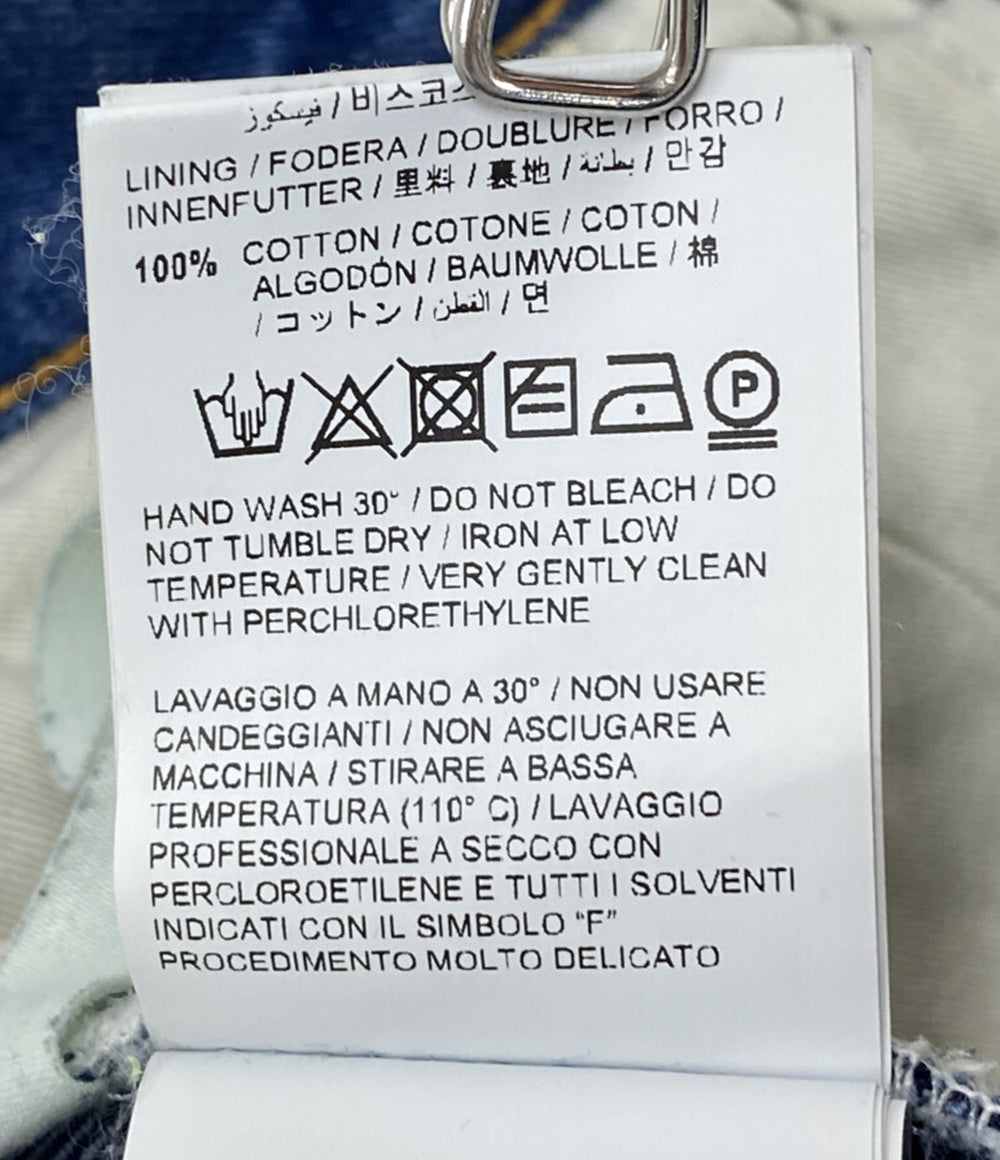 فيسكوز / 비스코스
LINING / FODERA / DOUBLURE / FORRO /
INNENFUTTER / 里料 / 裏地 / بطانة / 안감
100% COTTON / COTONE / COTON /
ALGODÓN / BAUMWOLLE / 棉
/ コットン / القطن / 면
P
HAND WASH 30° / DO NOT BLEACH / DO
NOT TUMBLE DRY / IRON AT LOW
TEMPERATURE / VERY GENTLY CLEAN
WITH PERCHLORETHYLENE
LAVAGGIO A MANO A 30° / NON USARE
CANDEGGIANTI / NON ASCIUGARE A
MACCHINA / STIRARE A BASSA
TEMPERATURA (110° C) / LAVAGGIO
PROFESSIONALE A SECCO CON
PERCLOROETILENE E TUTTI I SOLVENTI
INDICATI CON IL SIMBOLO "F"
PROCEDIMENTO MOLTO DELICATO